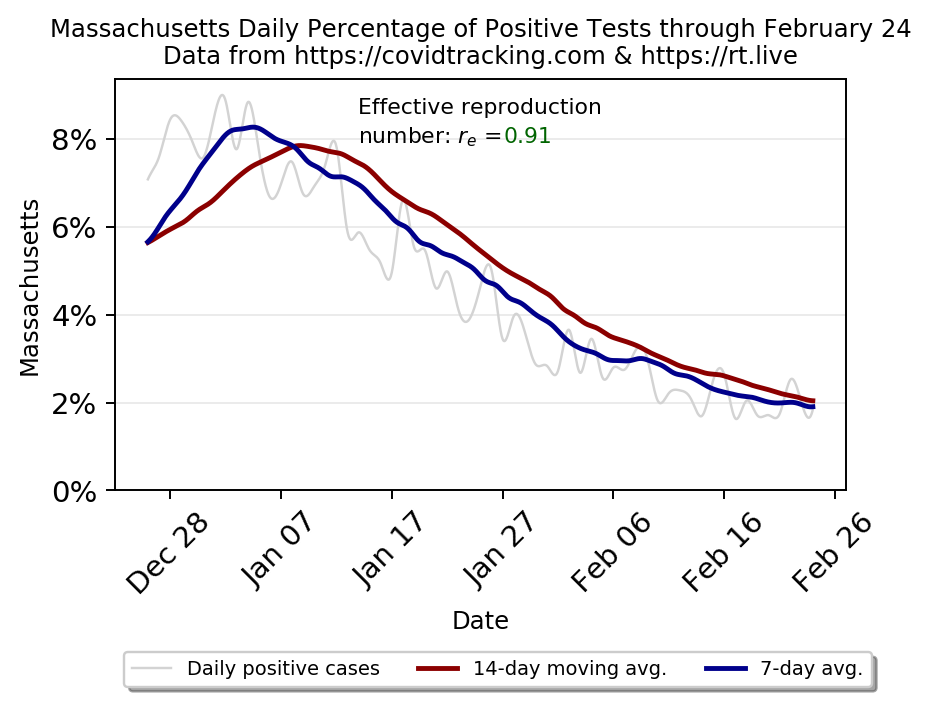 Massachusetts Daily Percentage of Positive Tests through February 24
Data from https://covidtracking.com & https://rt.live
Effective reproduction
number: rₑ =0.91
8%
6%
4%
2%
0%
Massachusetts
Dec 28
Jan 07
Jan 17
Jan 27
Feb 06
Feb 16
Feb 26
Date
Daily positive cases
14-day moving avg.
7-day avg.